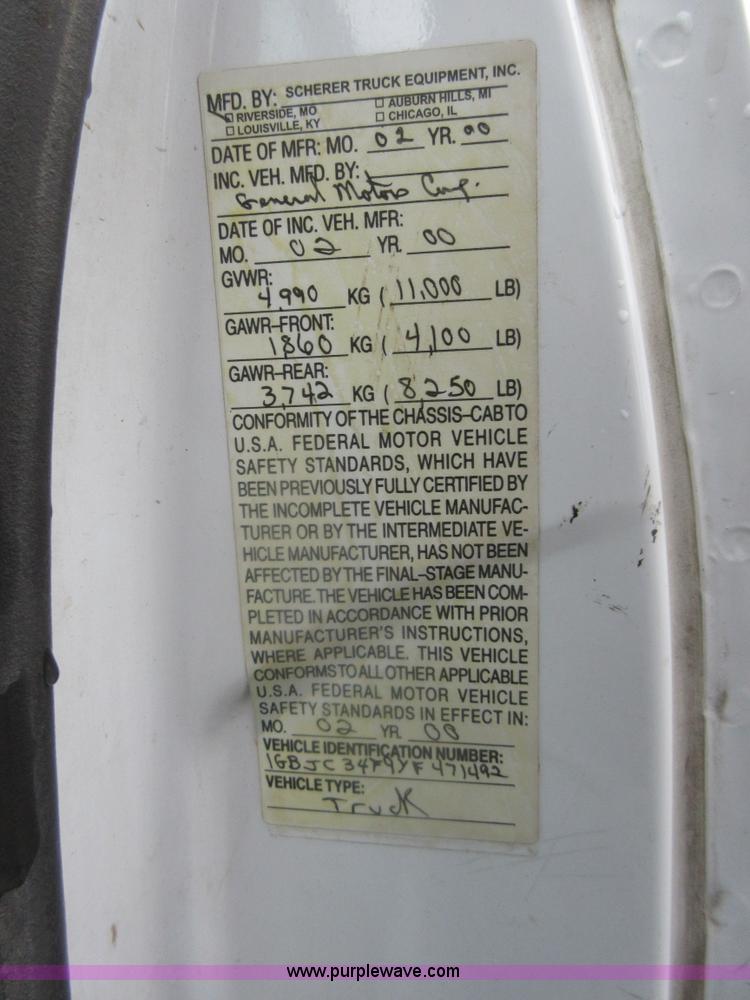 MFD. BY: SCHERER TRUCK EQUIPMENT, INC.
RIVERSIDE, MO AUBURN HILLS, MI
LOUISVILLE, KY CHICAGO, IL
DATE OF MFR: MO. 02 YR. 00
INC. VEH. MFD. BY:
General Motors Corp.
DATE OF INC. VEH. MFR:
MO. 02 YR. 00
GVWR:
4,990 KG ( 11,000 LB)
GAWR-FRONT:
1860 KG ( 4,100 LB)
GAWR-REAR:
3,742 KG ( 8,250 LB)
CONFORMITY OF THE CHASSIS-CAB TO
U.S.A. FEDERAL MOTOR VEHICLE
SAFETY STANDARDS, WHICH HAVE
BEEN PREVIOUSLY FULLY CERTIFIED BY
THE INCOMPLETE VEHICLE MANUFAC-
TURER OR BY THE INTERMEDIATE VE-
HICLE MANUFACTURER, HAS NOT BEEN
AFFECTED BY THE FINAL-STAGE MANU-
FACTURE. THE VEHICLE HAS BEEN COM-
PLETED IN ACCORDANCE WITH PRIOR
MANUFACTURER'S INSTRUCTIONS,
WHERE APPLICABLE. THIS VEHICLE
CONFORMS TO ALL OTHER APPLICABLE
U.S.A. FEDERAL MOTOR VEHICLE
SAFETY STANDARDS IN EFFECT IN:
MO. 02 YR. 00
VEHICLE IDENTIFICATION NUMBER:
1GBJC34F9YF471492
VEHICLE TYPE:
Truck
www.purplewave.com